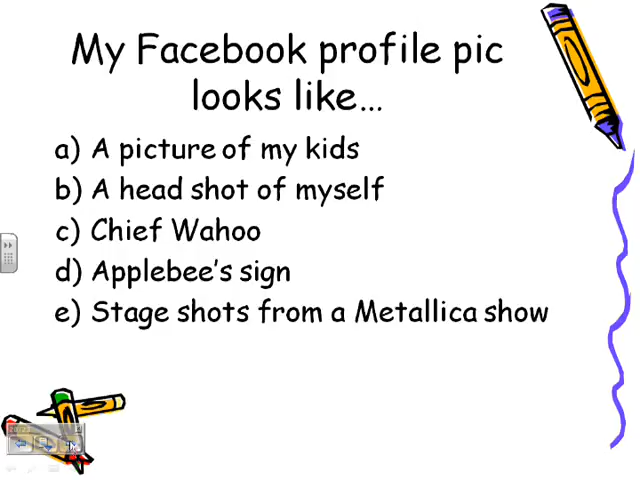 My Facebook profile pic
looks like...
a) A picture of my kids
b) A head shot of myself
c) Chief Wahoo
d) Applebee's sign
e) Stage shots from a Metallica show